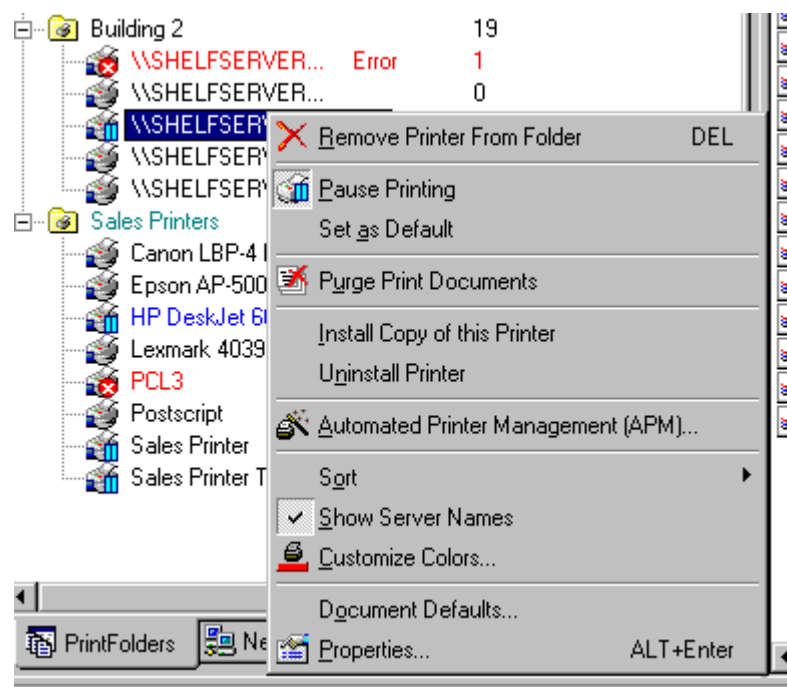 Building 2 19
\\SHELFSERVER... Error 1
\\SHELFSERVER... 0
\\SHELFSERV
\\SHELFSER
\\SHELFSER
Sales Printers
Canon LBP-4
Epson AP-500
HP DeskJet
Lexmark 4039
PCL3
Postscript
Sales Printer
Sales Printer T
Remove Printer From Folder DEL
Pause Printing
Set as Default
Purge Print Documents
Install Copy of this Printer
Uninstall Printer
Automated Printer Management (APM)...
Sort
Show Server Names
Customize Colors...
Document Defaults...
Properties... ALT+Enter
PrintFolders Ne